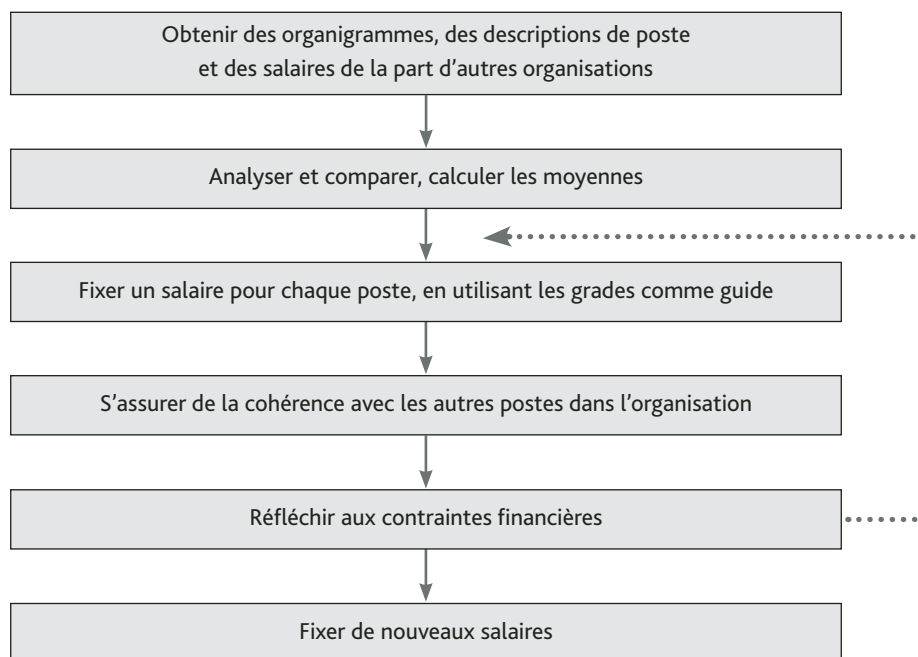 Obtenir des organigrammes, des descriptions de poste
et des salaires de la part d'autres organisations
Analyser et comparer, calculer les moyennes
Fixer un salaire pour chaque poste, en utilisant les grades comme guide
S'assurer de la cohérence avec les autres postes dans l'organisation
Réfléchir aux contraintes financières
Fixer de nouveaux salaires